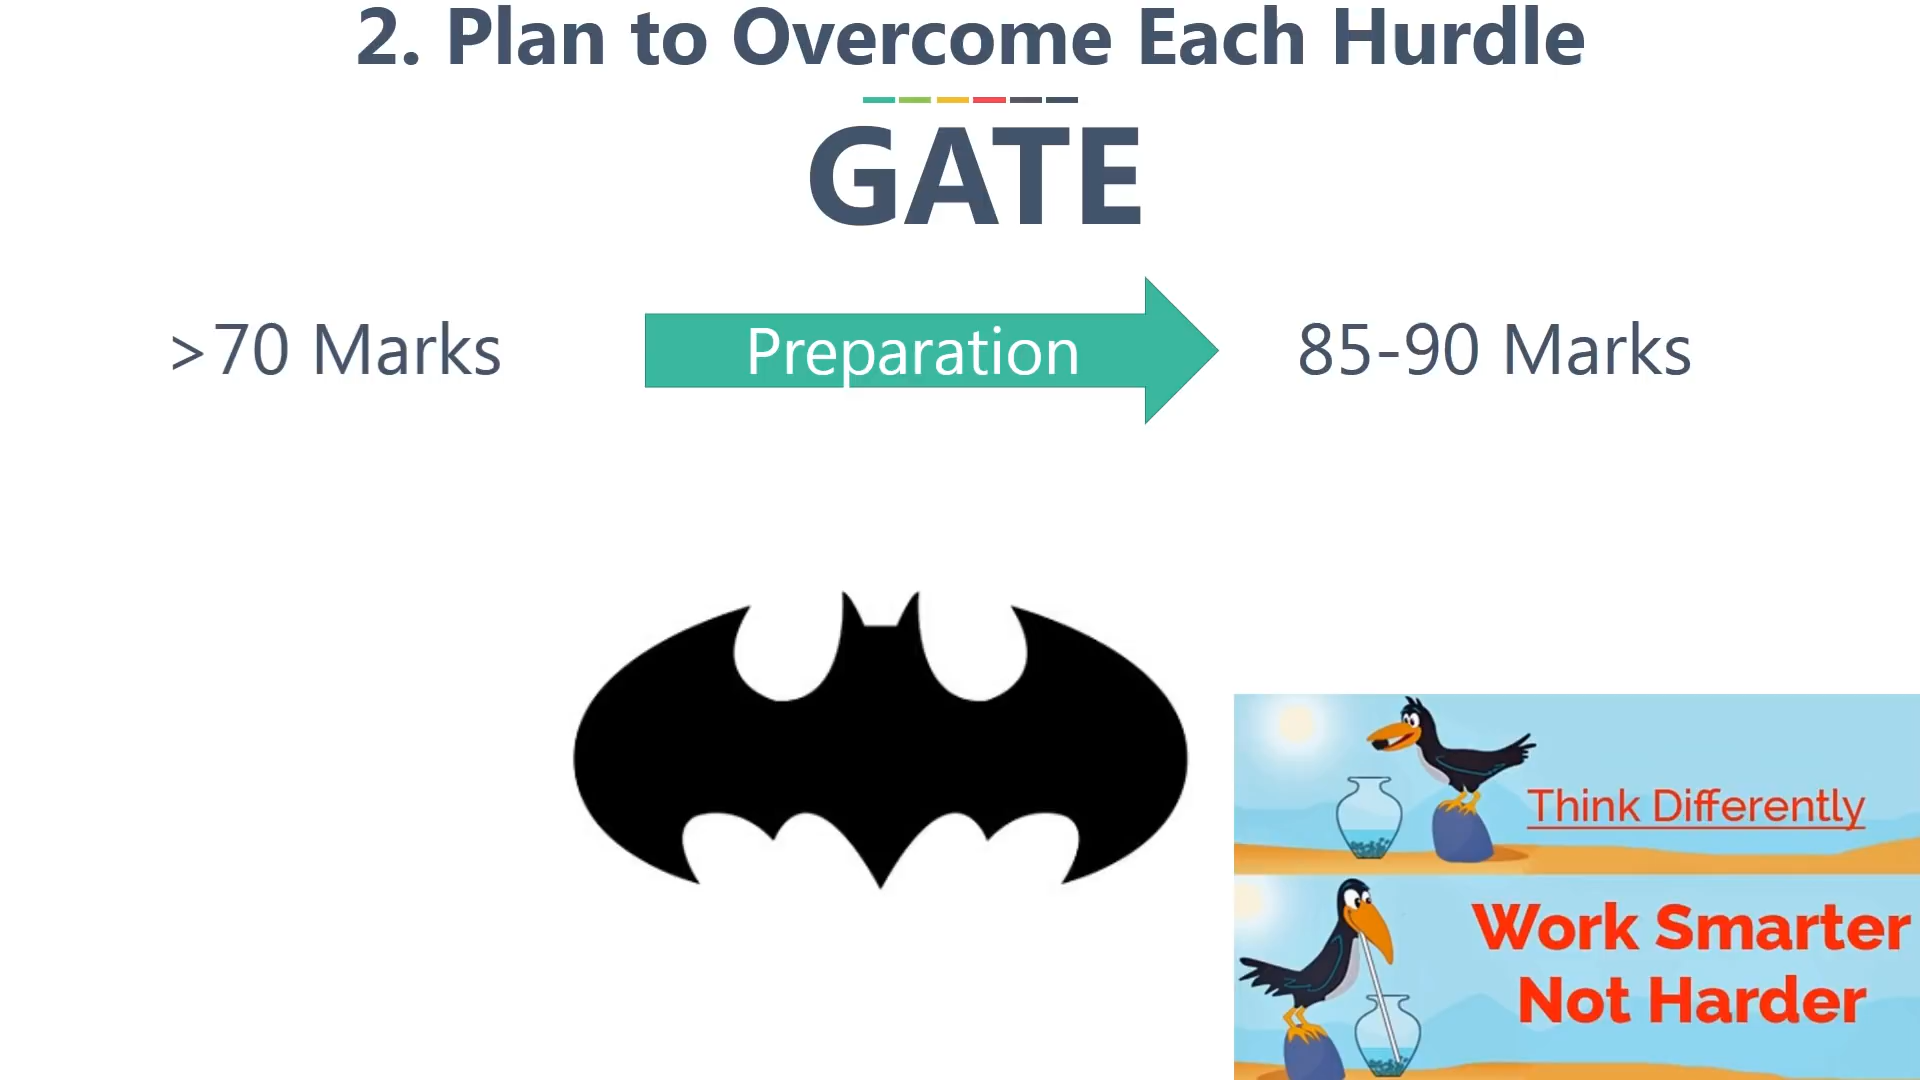 2. Plan to Overcome Each Hurdle
GATE
>70 Marks
Preparation
85-90 Marks
Think Differently
Work Smarter
Not Harder